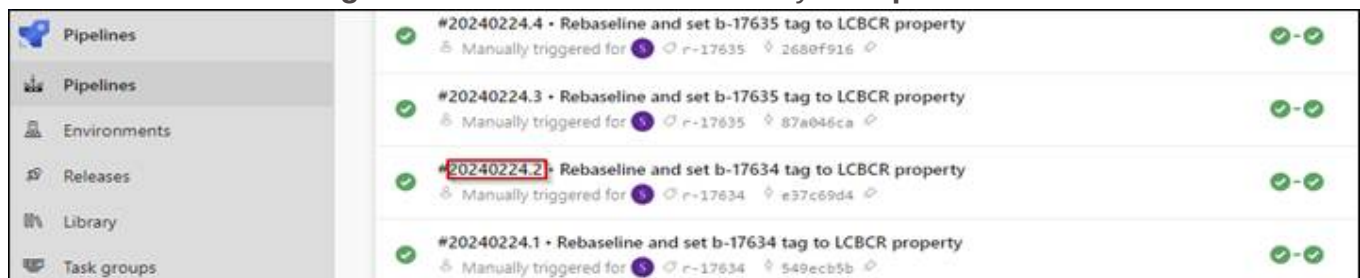 Pipelines
Pipelines
Environments
Releases
Library
Task groups
#20240224.4 • Rebaseline and set b-17635 tag to LCBCR property
Manually triggered for S r-17635 2680f916
#20240224.3 • Rebaseline and set b-17635 tag to LCBCR property
Manually triggered for S r-17635 87a046ca
#20240224.2 • Rebaseline and set b-17634 tag to LCBCR property
Manually triggered for S r-17634 e37c69d4
#20240224.1 • Rebaseline and set b-17634 tag to LCBCR property
Manually triggered for S r-17634 549ecb5b